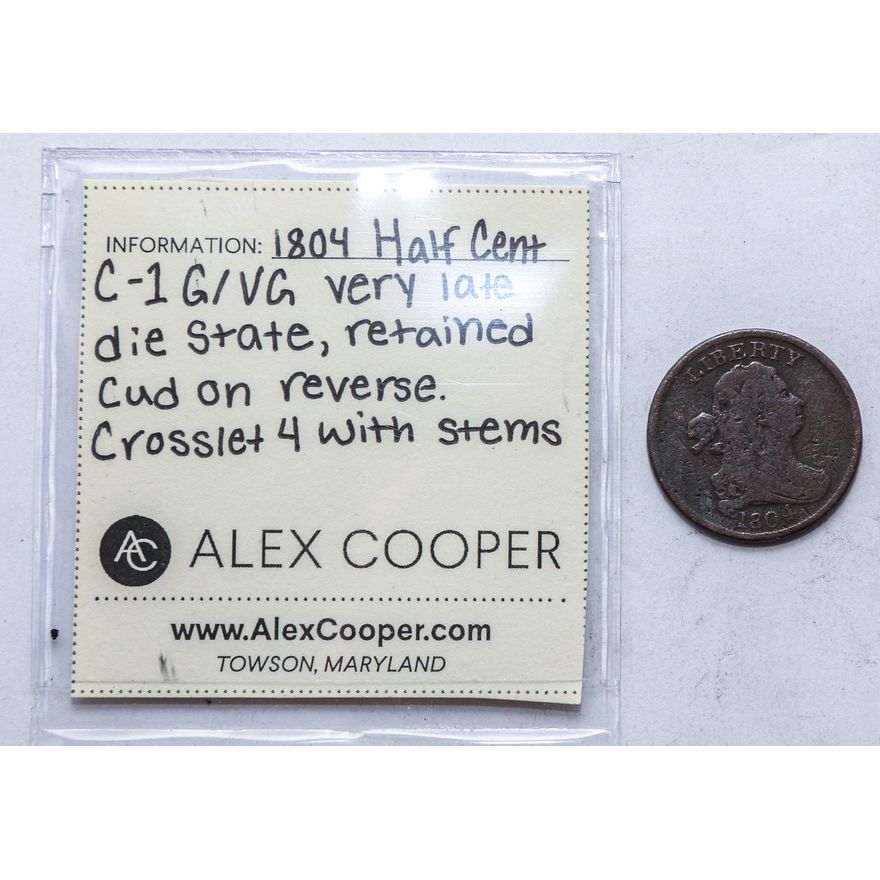 INFORMATION: 1804 Half Cent
C-1 G/VG very late
die state, retained
Cud on reverse.
Crosslet 4 with stems
AC ALEX COOPER
www.AlexCooper.com
TOWSON, MARYLAND
LIBERTY
1804